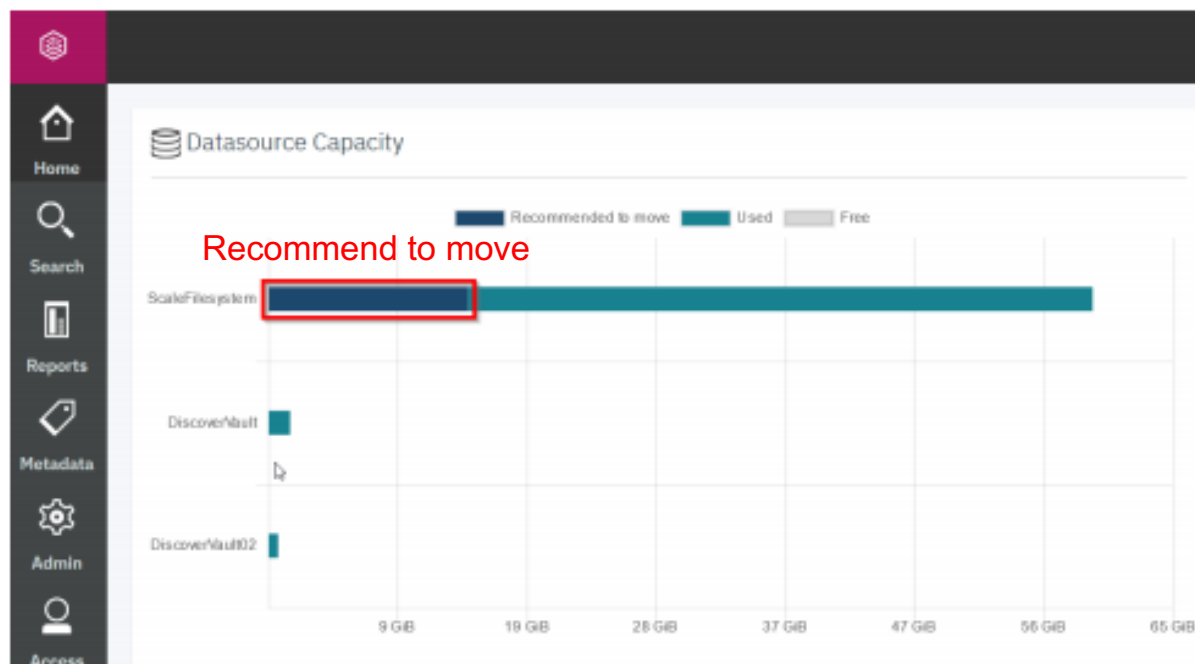 Home
Search
Reports
Metadata
Admin
Access
Datasource Capacity
Recommended to move Used Free
Recommend to move
ScaleFilesystem
DiscoverVault
DiscoverVault02
9 GiB 19 GiB 28 GiB 37 GiB 47 GiB 56 GiB 65 GiB